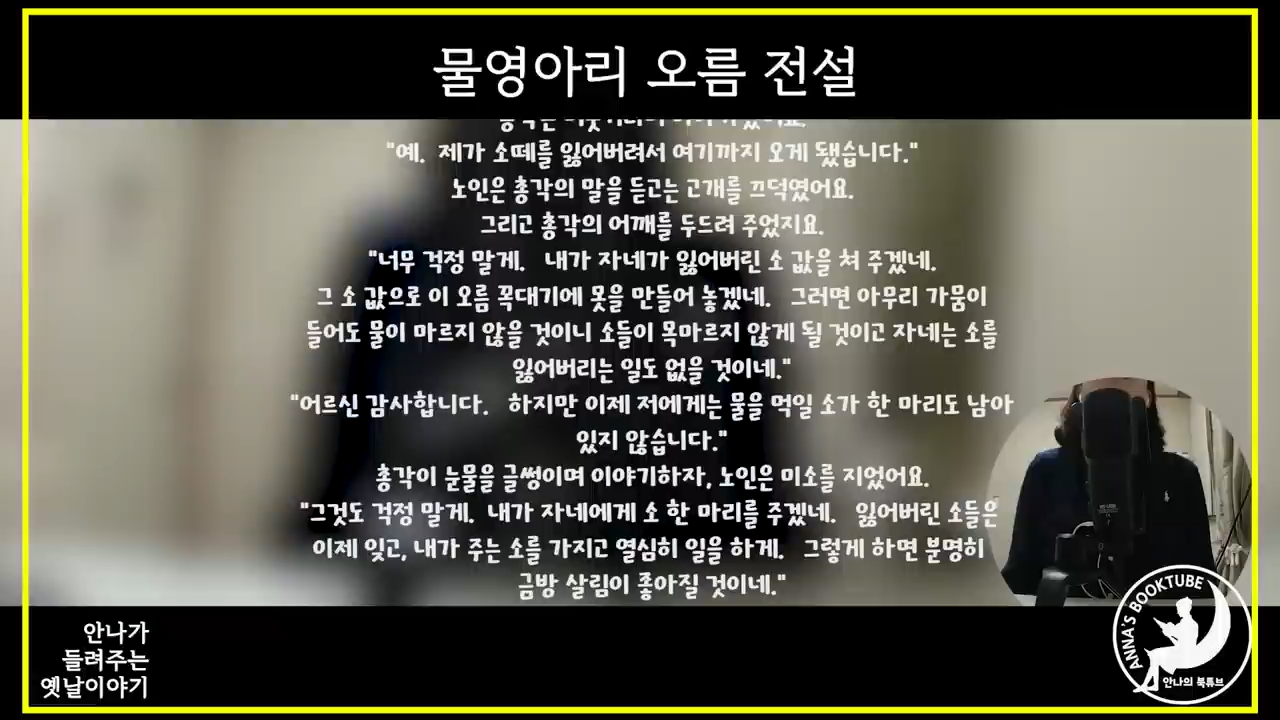 물영아리 오름 전설
"예. 제가 소떼를 잃어버려서 여기까지 오게 됐습니다."
노인은 총각의 말을 듣고는 고개를 끄덕였어요.
그리고 총각의 어깨를 두드려 주었지요.
"너무 걱정 말게. 내가 자네가 잃어버린 소 값을 쳐 주겠네.
그 소 값으로 이 오름 꼭대기에 못을 만들어 놓겠네. 그러면 아무리 가뭄이
들어도 물이 마르지 않을 것이니 소들이 목마르지 않게 될 것이고 자네는 소를
잃어버리는 일도 없을 것이네."
"어르신 감사합니다. 하지만 이제 저에게는 물을 먹일 소가 한 마리도 남아
있지 않습니다."
총각이 눈물을 글썽이며 이야기하자, 노인은 미소를 지었어요.
"그것도 걱정 말게. 내가 자네에게 소 한 마리를 주겠네. 잃어버린 소들은
이제 잊고, 내가 주는 소를 가지고 열심히 일을 하게. 그렇게 하면 분명히
금방 살림이 좋아질 것이네."
안나가
들려주는
옛날이야기
ANNA'S BOOKTUBE
안나의 북튜브